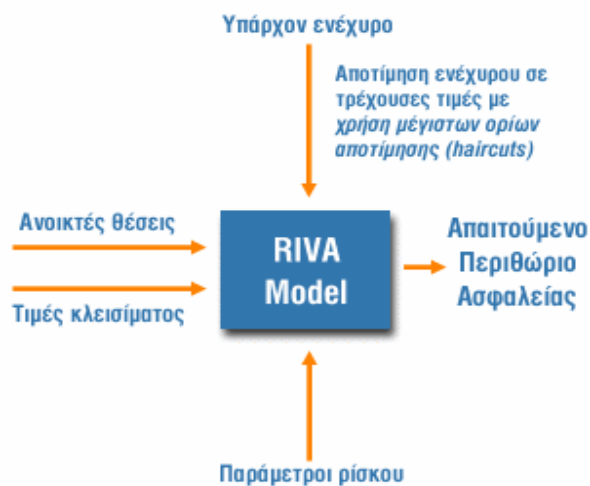 Υπάρχον ενέχυρο
Αποτίμηση ενέχυρου σε
τρέχουσες τιμές με
χρήση μέγιστων ορίων
αποτίμησης (haircuts)
Ανοικτές θέσεις
Τιμές κλεισίματος
RIVA
Model
Απαιτούμενο
Περιθώριο
Ασφαλείας
Παράμετροι ρίσκου